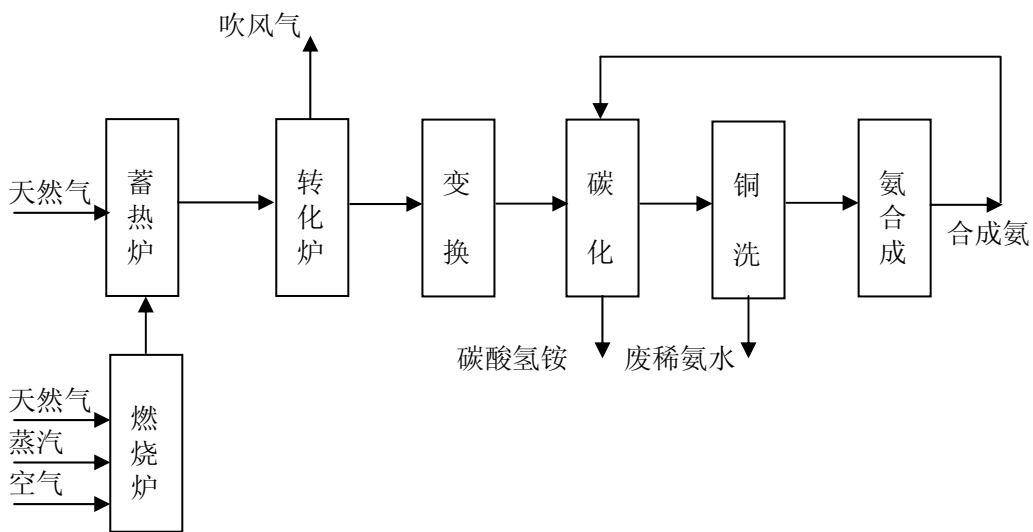 吹风气
天然气
蓄热炉
转化炉
变换
碳化
铜洗
氨合成
合成氨
碳酸氢铵
废稀氨水
天然气
蒸汽
空气
燃烧炉